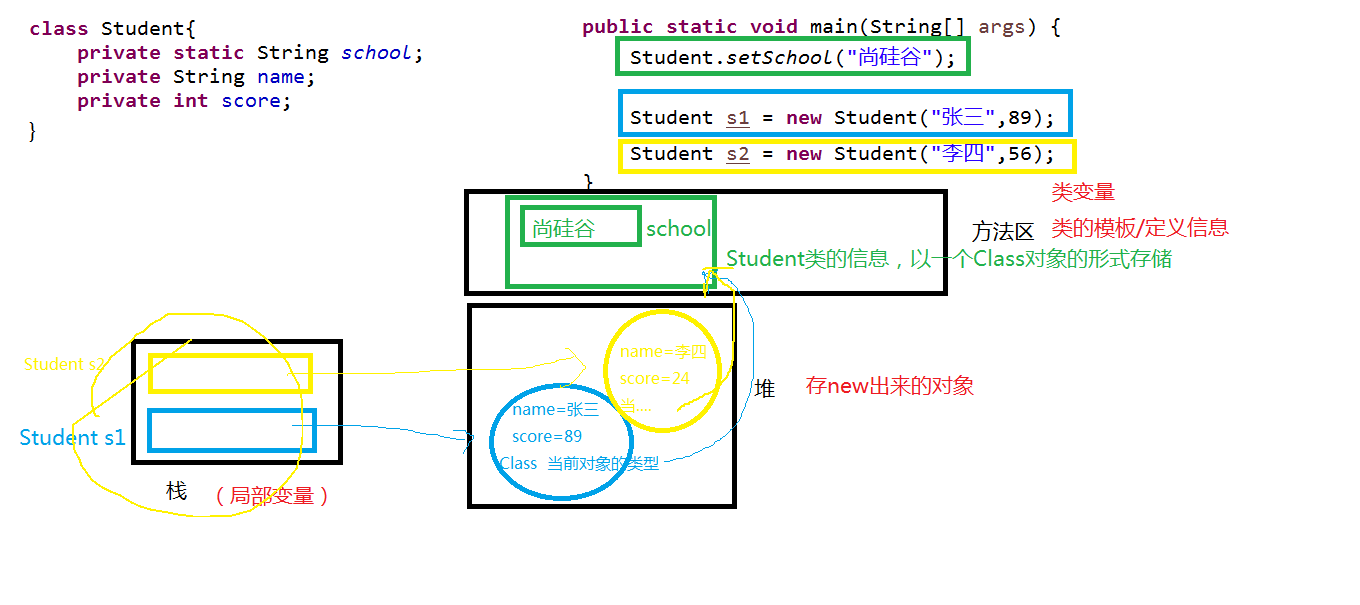 class Student{
private static String school;
private String name;
private int score;
}
public static void main(String[] args) {
Student.setSchool("尚硅谷");
Student s1 = new Student("张三",89);
Student s2 = new Student("李四",56);
}
类变量
尚硅谷 school
方法区 类的模板/定义信息
Student类的信息，以一个Class对象的形式存储
Student s2
name=李四
score=24
当....
堆 存new出来的对象
Student s1
name=张三
score=89
Class 当前对象的类型
栈 （局部变量）